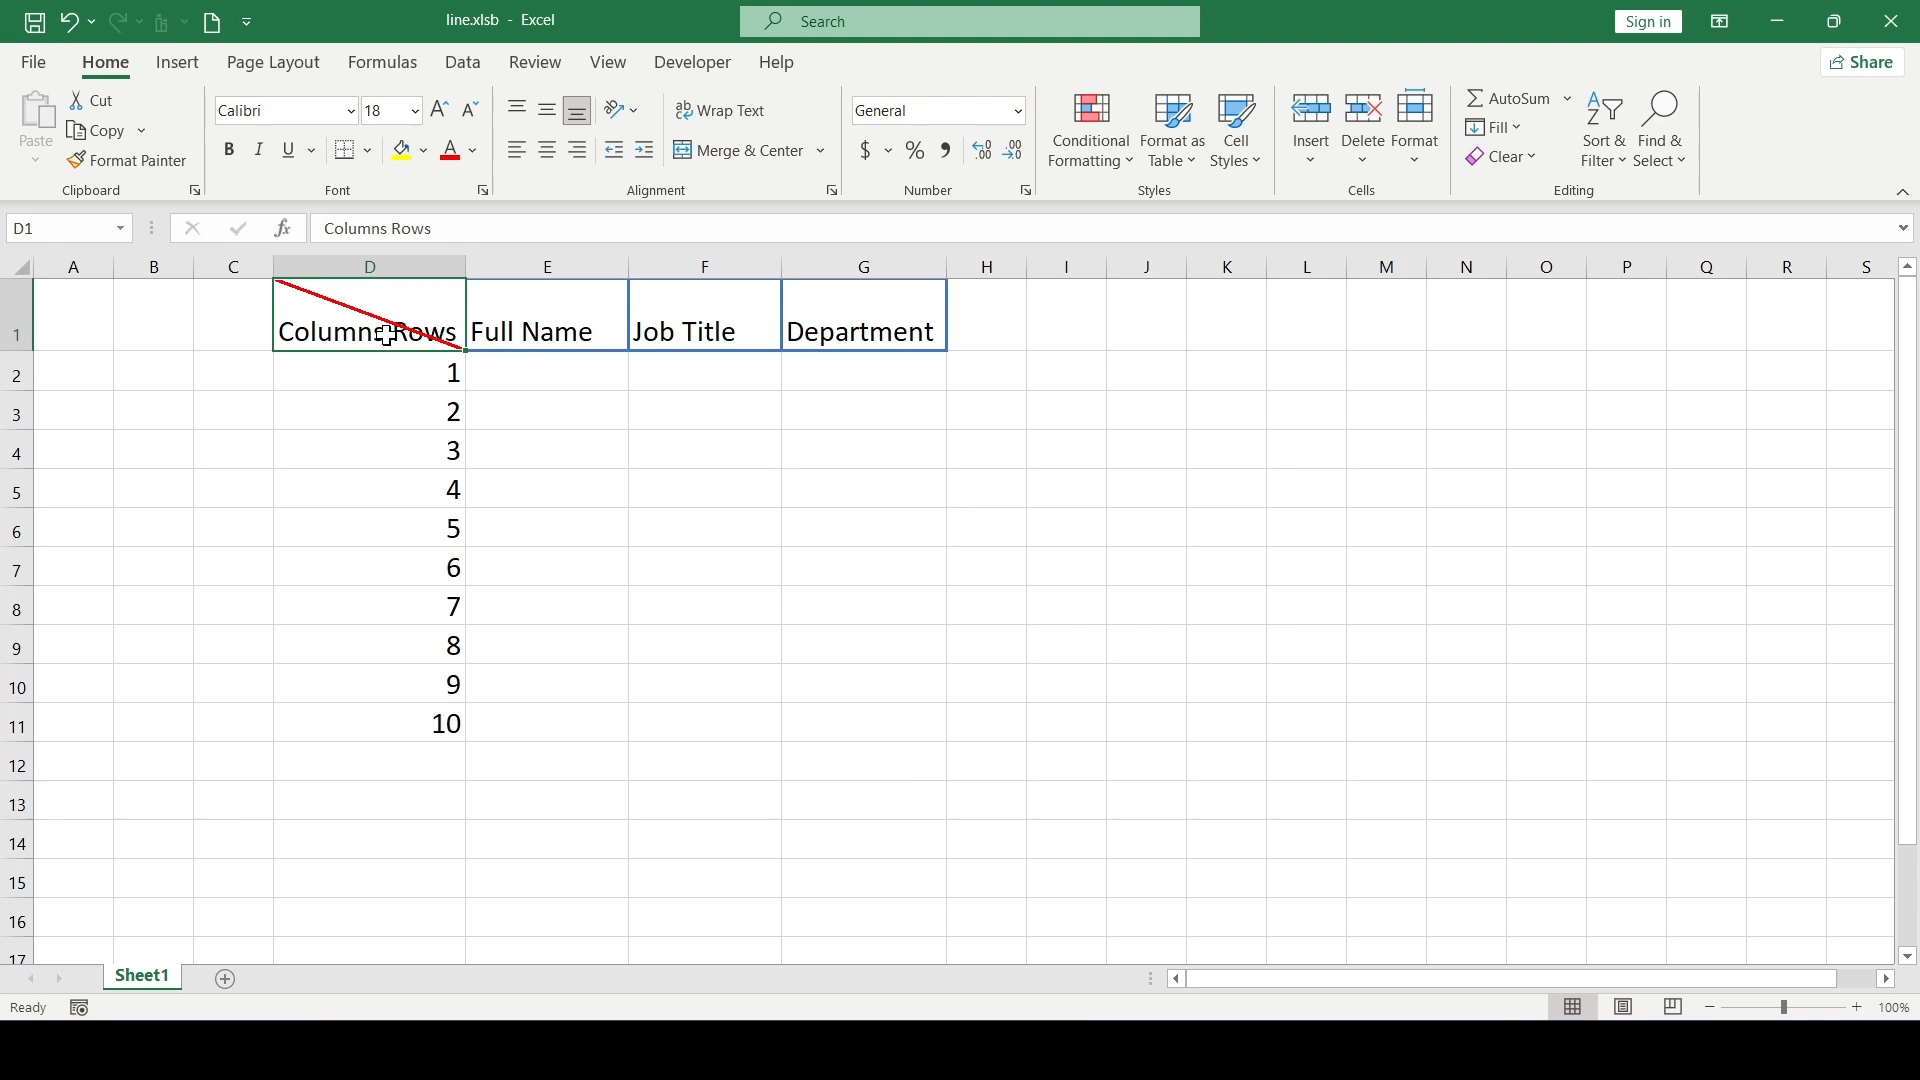 line.xlsb - Excel
Search
Sign in
File Home Insert Page Layout Formulas Data Review View Developer Help
Share
Paste
Cut
Copy
Format Painter
Clipboard
Calibri 18
B I U A
Font
Wrap Text
Merge & Center
Alignment
General
$ % 9
Number
Conditional Formatting
Format as Table
Cell Styles
Styles
Insert Delete Format
Cells
AutoSum
Fill
Clear
Sort & Filter
Find & Select
Editing
D1 fx Columns Rows
A B C D E F G H I J K L M N O P Q R S
1 Columns Rows Full Name Job Title Department
2 1
3 2
4 3
5 4
6 5
7 6
8 7
9 8
10 9
11 10
12
13
14
15
16
17
Sheet1
Ready
100%